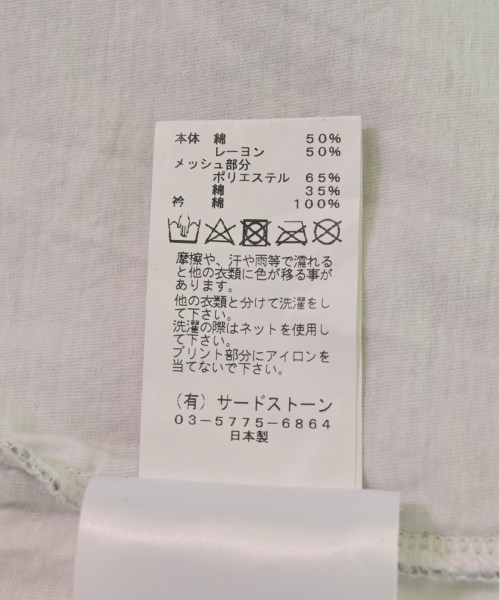 本体 綿 50%
レーヨン 50%
メッシュ部分
ポリエステル 65%
綿 35%
衿 綿 100%
摩擦や、汗や雨等で濡れる
と他の衣類に色が移る事が
あります。
他の衣類と分けて洗濯をし
て下さい。
洗濯の際はネットを使用し
て下さい。
プリント部分にアイロンを
当てないで下さい。
(有)サードストーン
03-5775-6864
日本製